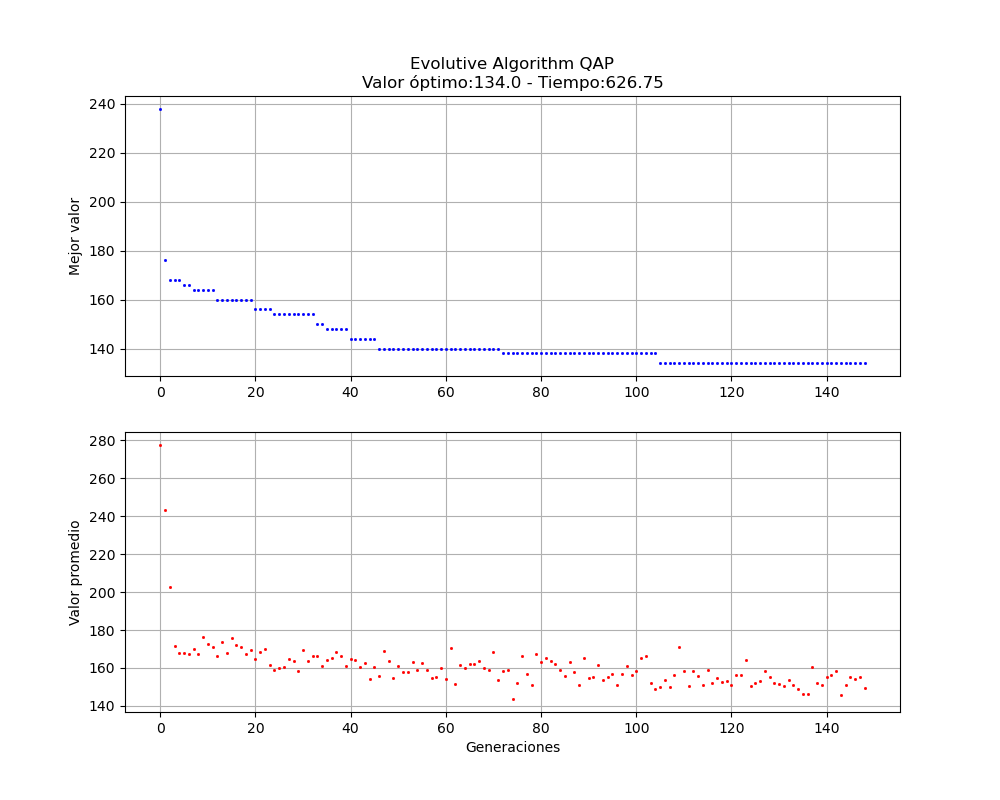 Evolutive Algorithm QAP
Valor óptimo:134.0 - Tiempo:626.75
240
220
200
180
160
140
Mejor valor
0 20 40 60 80 100 120 140
280
260
240
220
200
180
160
140
Valor promedio
0 20 40 60 80 100 120 140
Generaciones